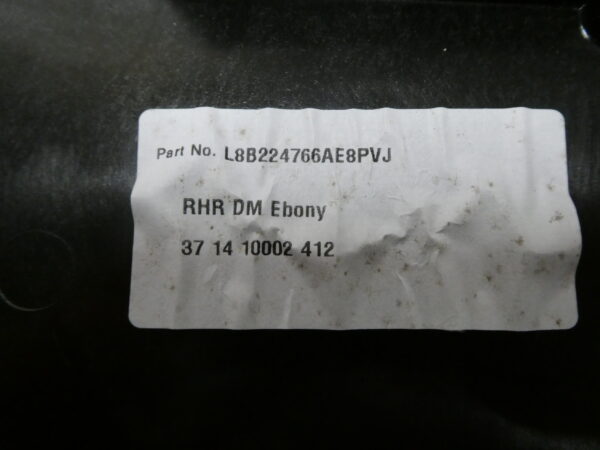 Part No. L8B224766AE8PVJ
RHR DM Ebony
37 14 10002 412